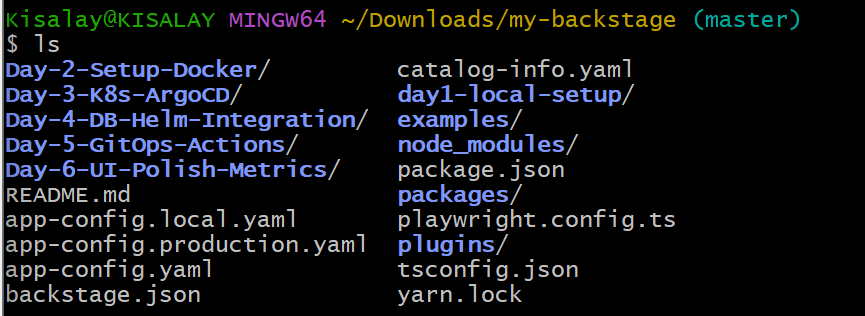 Kisalay@KISALAY MINGW64 ~/Downloads/my-backstage (master)
$ ls
Day-2-Setup-Docker/ catalog-info.yaml
Day-3-K8s-ArgoCD/ day1-local-setup/
Day-4-DB-Helm-Integration/ examples/
Day-5-GitOps-Actions/ node_modules/
Day-6-UI-Polish-Metrics/ package.json
README.md packages/
app-config.local.yaml playwright.config.ts
app-config.production.yaml plugins/
app-config.yaml tsconfig.json
backstage.json yarn.lock